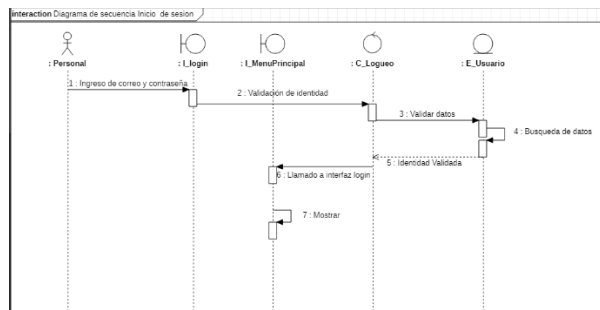 interaction Diagrama de secuencia Inicio de sesion
: Personal
: I_login
: I_MenuPrincipal
: C_Logueo
: E_Usuario
1 : Ingreso de correo y contraseña
2 : Validación de identidad
3 : Validar datos
4 : Busqueda de datos
5 : Identidad Validada
6 : Llamado a interfaz login
7 : Mostrar